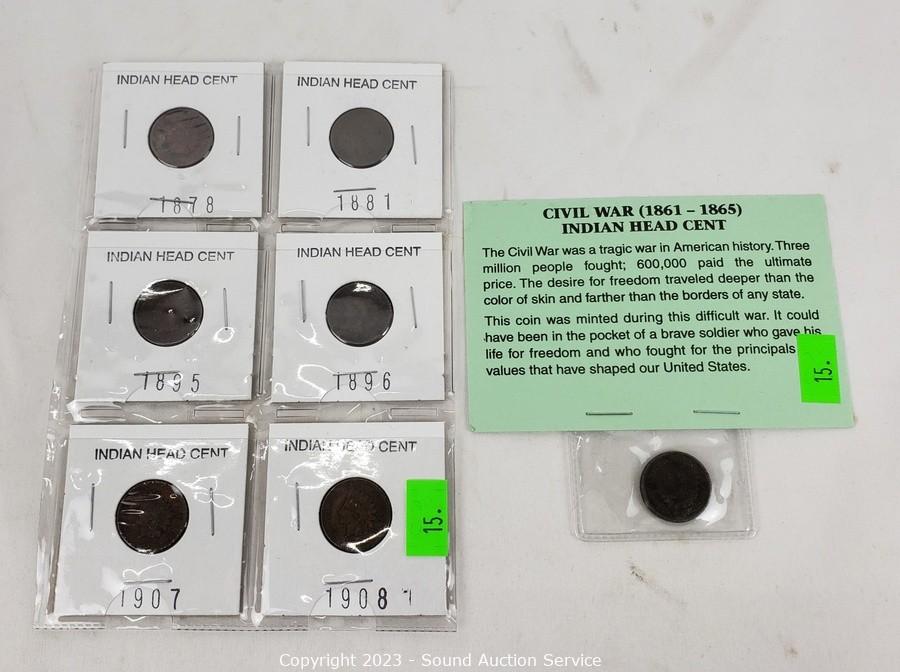 INDIAN HEAD CENT
1878
INDIAN HEAD CENT
1881
INDIAN HEAD CENT
1895
INDIAN HEAD CENT
1896
INDIAN HEAD CENT
1907
INDIAN HEAD CENT
1908
15.
CIVIL WAR (1861 – 1865)
INDIAN HEAD CENT
The Civil War was a tragic war in American history. Three
million people fought; 600,000 paid the ultimate
price. The desire for freedom traveled deeper than the
color of skin and farther than the borders of any state.
This coin was minted during this difficult war. It could
have been in the pocket of a brave soldier who gave his
life for freedom and who fought for the principals
values that have shaped our United States.
15.
Copyright 2023 - Sound Auction Service